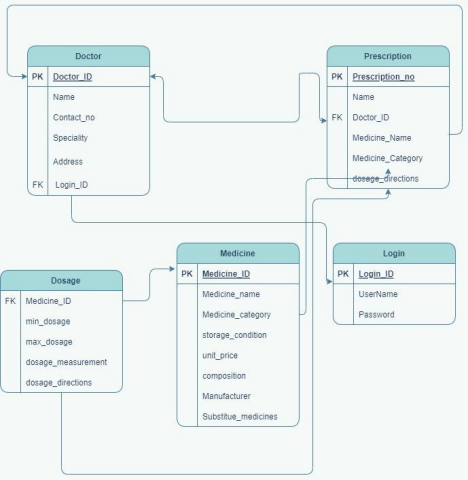 Doctor
PK Doctor_ID
Name
Contact_no
Speciality
Address
FK Login_ID
Prescription
PK Prescription_no
Name
FK Doctor_ID
Medicine_Name
Medicine_Category
dosage_directions
Dosage
FK Medicine_ID
min_dosage
max_dosage
dosage_measurement
dosage_directions
Medicine
PK Medicine_ID
Medicine_name
Medicine_category
storage_condition
unit_price
composition
Manufacturer
Substitue_medicines
Login
PK Login_ID
UserName
Password